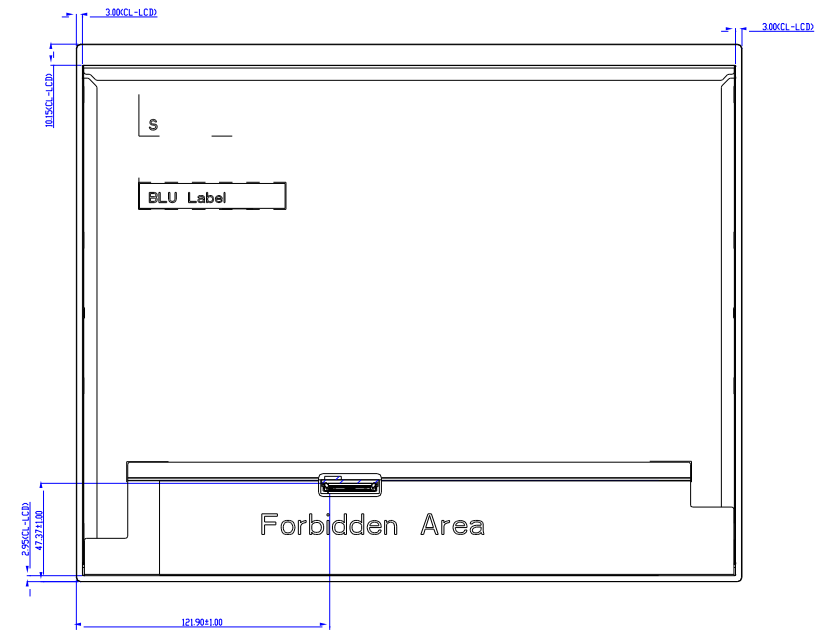 3.00(CL-LCD)
3.00(CL-LCD)
10.15(CL-LCD)
S
BLU Label
Forbidden Area
2.95(CL-LCD)
47.37±1.00
121.90±1.00